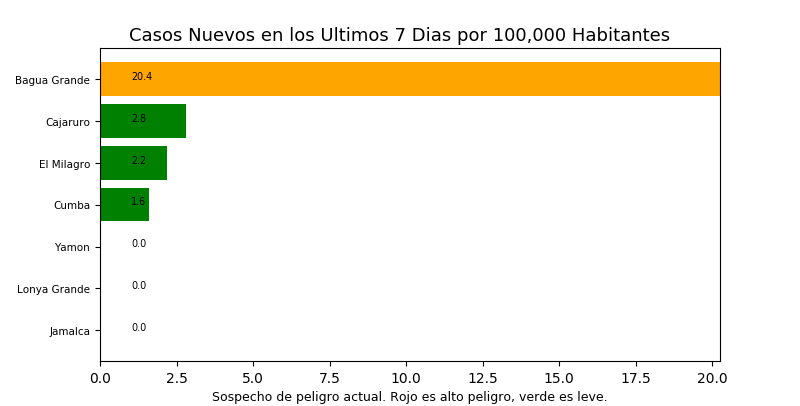 Casos Nuevos en los Ultimos 7 Dias por 100,000 Habitantes
Bagua Grande 20.4
Cajaruro 2.8
El Milagro 2.2
Cumba 1.6
Yamon 0.0
Lonya Grande 0.0
Jamalca 0.0
0.0 2.5 5.0 7.5 10.0 12.5 15.0 17.5 20.0
Sospecho de peligro actual. Rojo es alto peligro, verde es leve.